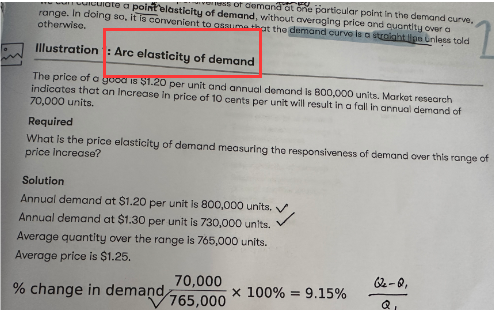 calculate a point elasticity of demand, without averaging price and quantity over a
range. In doing so, it is convenient to assume that the demand curve is a straight line unless told
otherwise.
Illustration : Arc elasticity of demand
The price of a good is $1.20 per unit and annual demand is 800,000 units. Market research
indicates that an increase in price of 10 cents per unit will result in a fall in annual demand of
70,000 units.
Required
What is the price elasticity of demand measuring the responsiveness of demand over this range of
price increase?
Solution
Annual demand at $1.20 per unit is 800,000 units. ✓
Annual demand at $1.30 per unit is 730,000 units. ✓
Average quantity over the range is 765,000 units.
Average price is $1.25.
% change in demand 70,000 / 765,000 × 100% = 9.15%
Q2 - Q1 / Q1